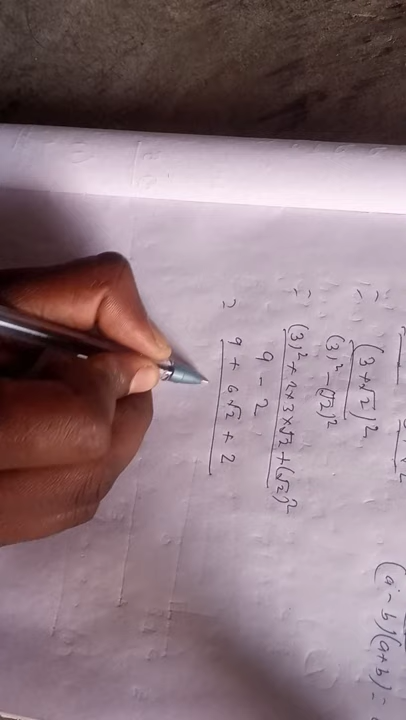 (a - b)(a+b) =
= (3+√2)²
(3)² - (√2)²
= (3)² + 2×3×√2 + (√2)²
9 - 2
= 9 + 6√2 + 2